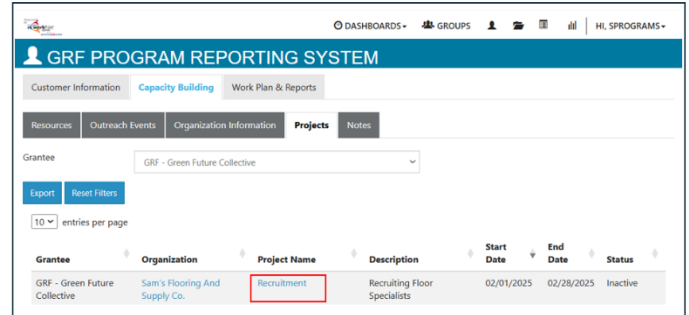 DASHBOARDS GROUPS HI, SPROGRAMS
GRF PROGRAM REPORTING SYSTEM
Customer Information Capacity Building Work Plan & Reports
Resources Outreach Events Organization Information Projects Notes
Grantee GRF - Green Future Collective
Export Reset Filters
10 entries per page
Grantee Organization Project Name Description Start Date End Date Status
GRF - Green Future Collective Sam's Flooring And Supply Co. Recruitment Recruiting Floor Specialists 02/01/2025 02/28/2025 Inactive